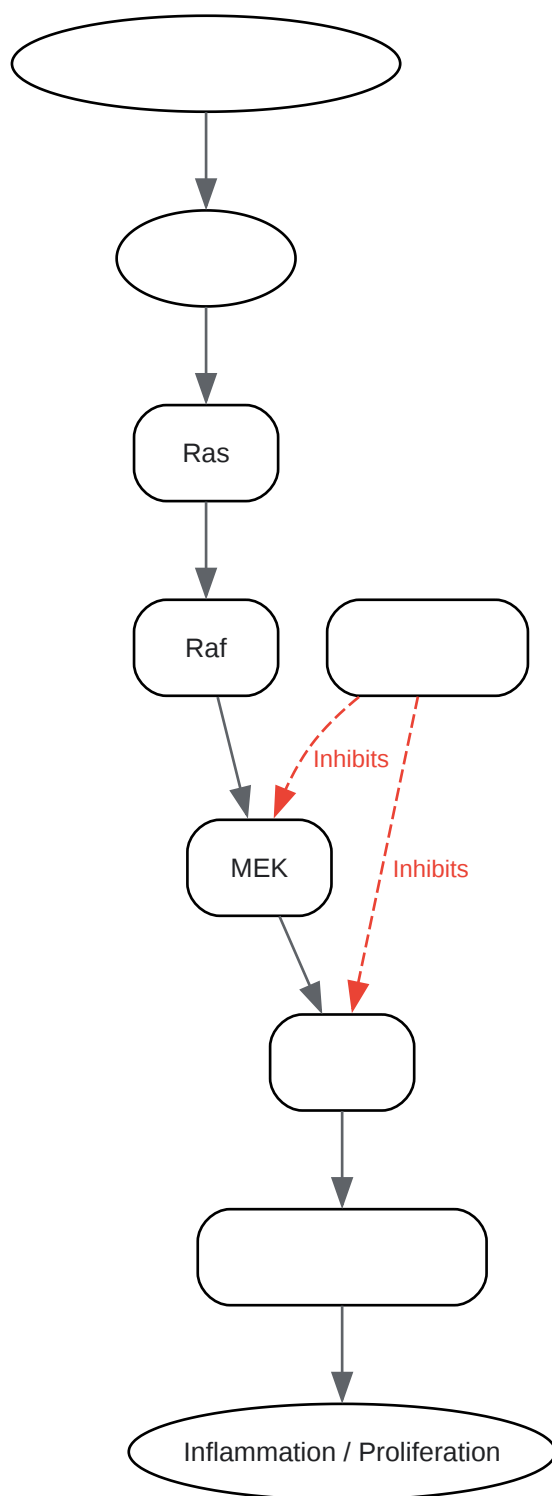 Ras
Raf
Inhibits
MEK
Inhibits
Inflammation / Proliferation